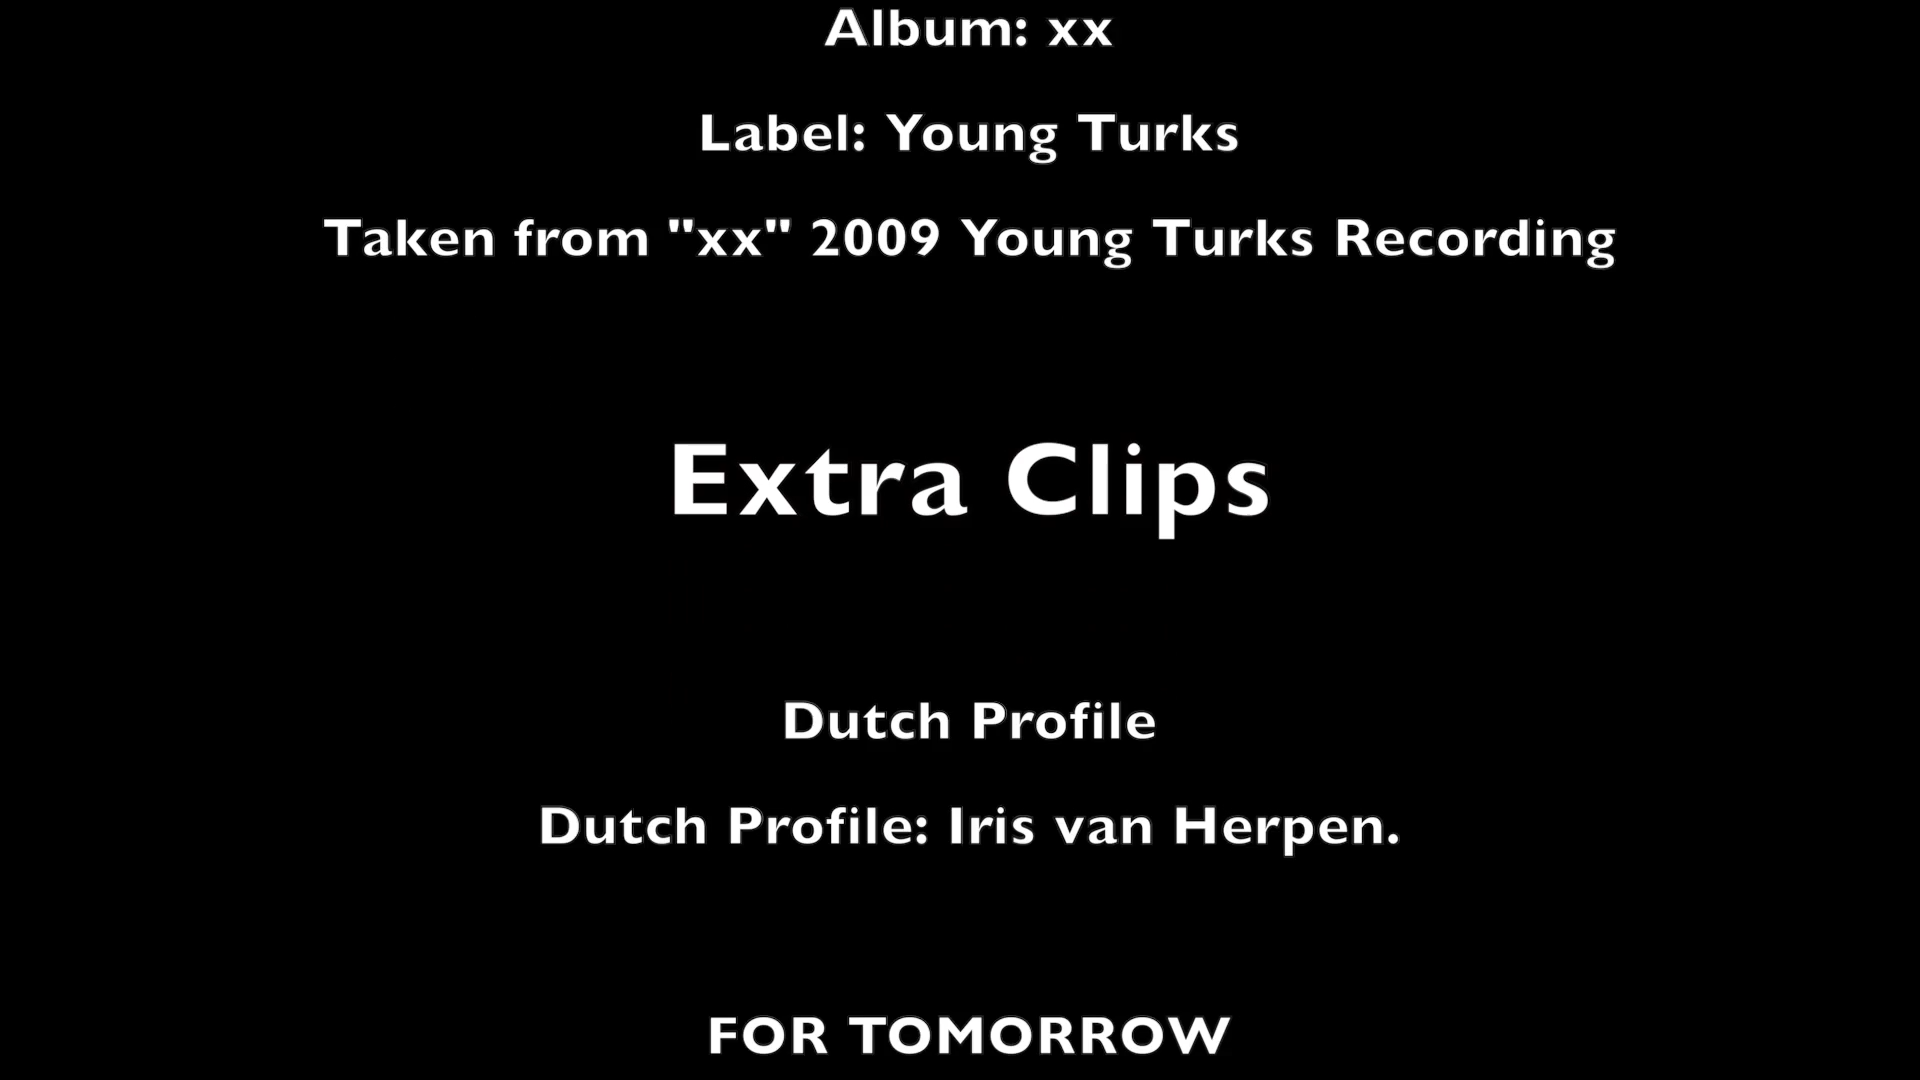 Album: xx
Label: Young Turks
Taken from "xx" 2009 Young Turks Recording
Extra Clips
Dutch Profile
Dutch Profile: Iris van Herpen.
FOR TOMORROW